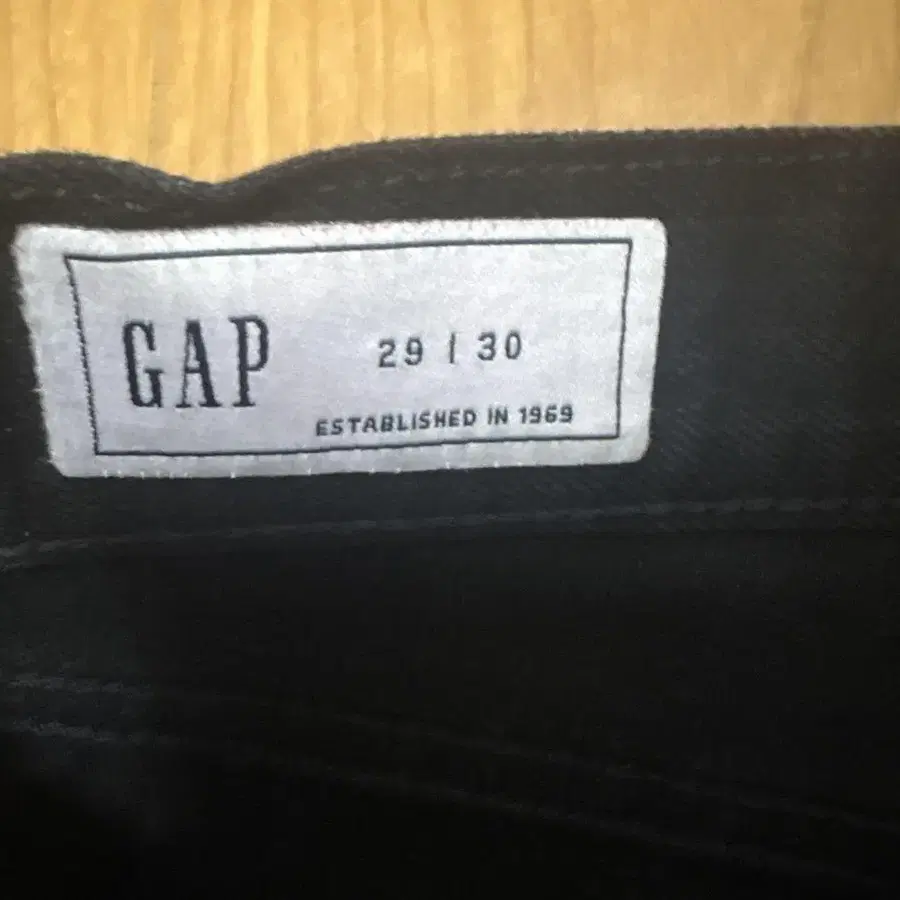 GAP
29 | 30
ESTABLISHED IN 1969